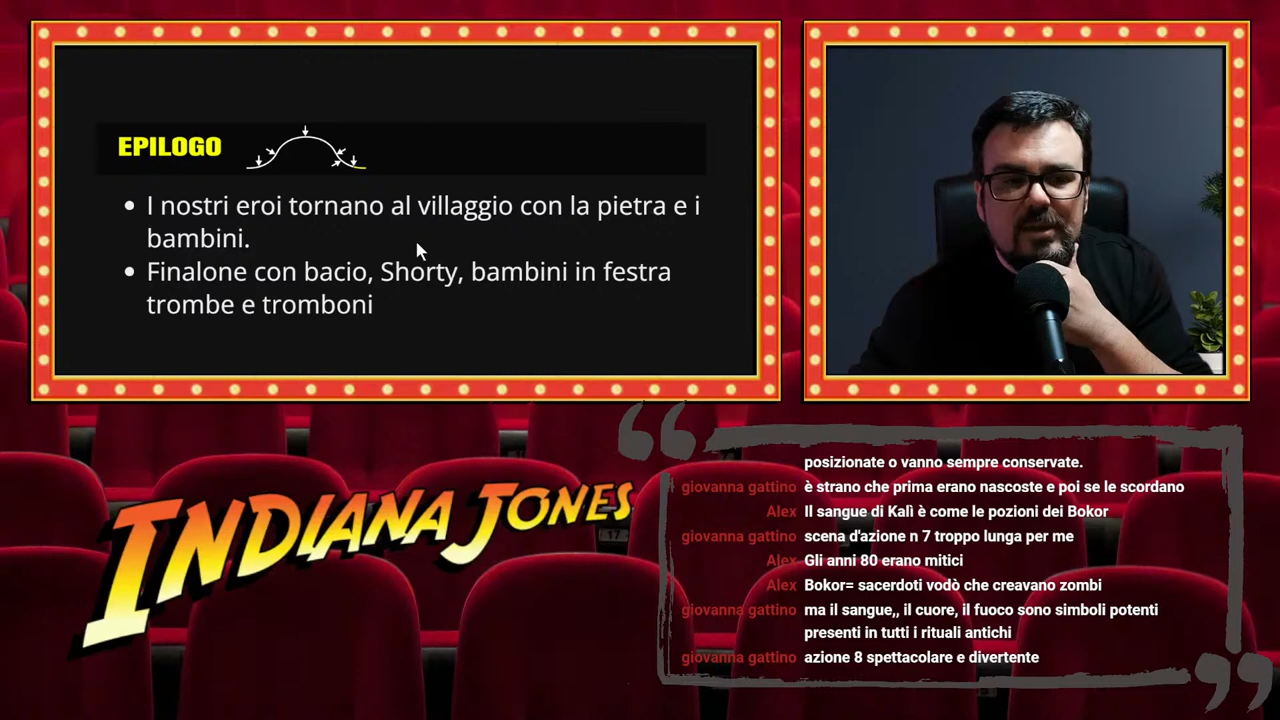 EPILOGO
• I nostri eroi tornano al villaggio con la pietra e i
bambini.
• Finalone con bacio, Shorty, bambini in festra
trombe e tromboni
INDIANA JONES
posizionate o vanno sempre conservate.
giovanna gattino è strano che prima erano nascoste e poi se le scordano
Alex Il sangue di Kalì è come le pozioni dei Bokor
giovanna gattino scena d'azione n 7 troppo lunga per me
Alex Gli anni 80 erano mitici
Alex Bokor= sacerdoti vodò che creavano zombi
giovanna gattino ma il sangue,, il cuore, il fuoco sono simboli potenti
presenti in tutti i rituali antichi
giovanna gattino azione 8 spettacolare e divertente